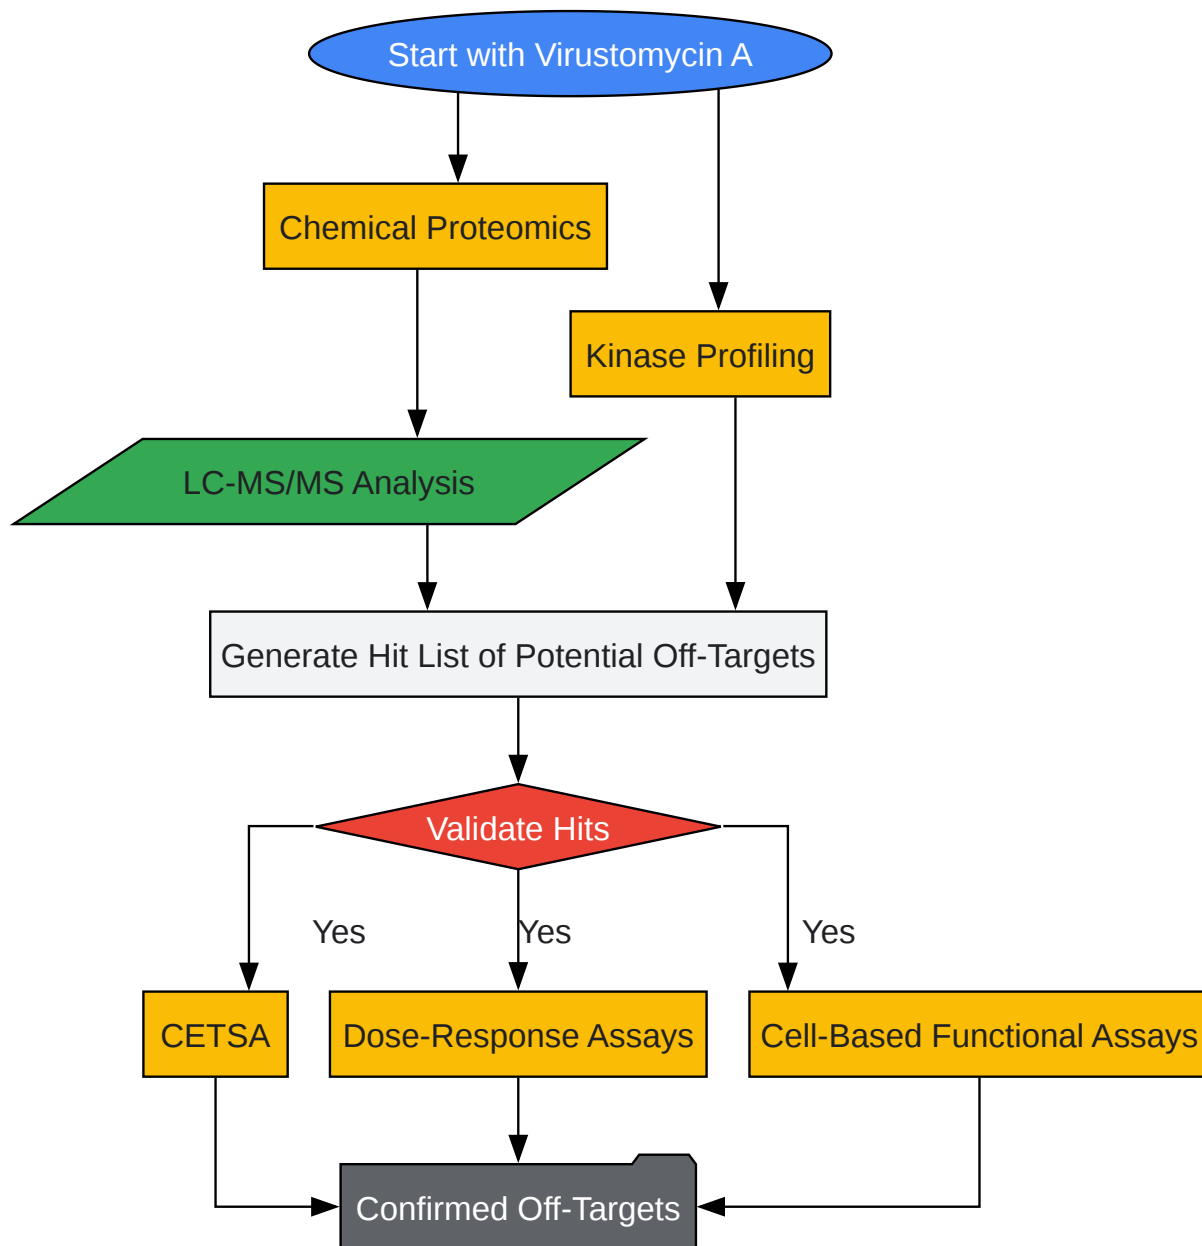 Start with Virustomycin A
Chemical Proteomics
Kinase Profiling
LC-MS/MS Analysis
Generate Hit List of Potential Off-Targets
Validate Hits
Yes
Yes
Yes
CETSA
Dose-Response Assays
Cell-Based Functional Assays
Confirmed Off-Targets